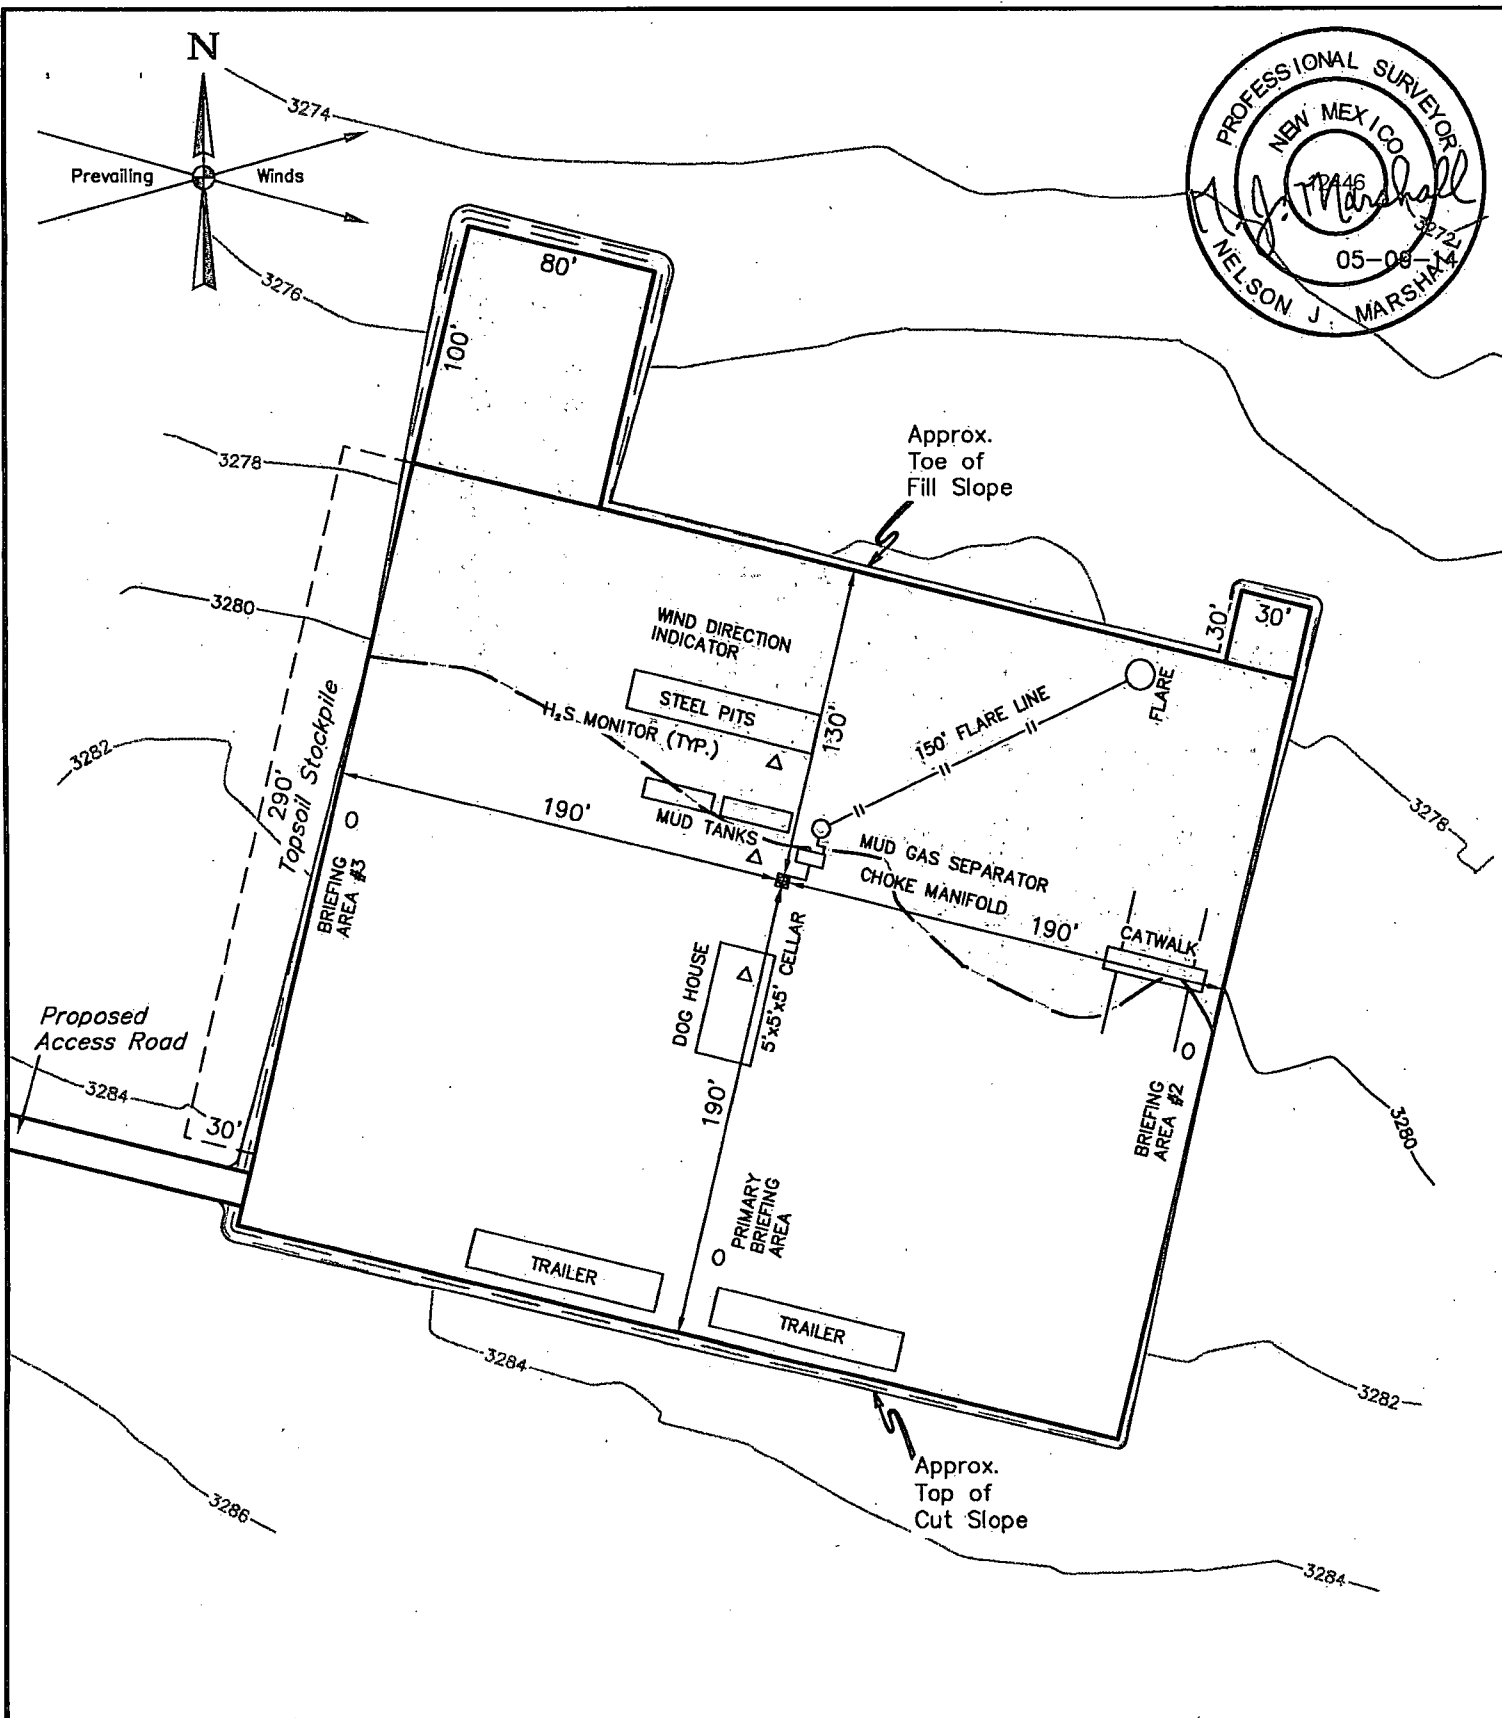 N
Prevailing Winds
3274
3276
3278
3280
3282
3284
3286
PROFESSIONAL SURVEYOR
NEW MEXICO
12446
N. J. Marshall
3272
05-09-14
NELSON J. MARSHALL
80'
100'
Approx.
Toe of
Fill Slope
30'
30'
WIND DIRECTION
INDICATOR
STEEL PITS
H₂S MONITOR (TYP.)
130'
150' FLARE LINE
FLARE
290'
Topsoil Stockpile
190'
MUD TANKS
MUD GAS SEPARATOR
CHOKE MANIFOLD
190'
CATWALK
3278
BRIEFING
AREA #3
DOG HOUSE
5'x5'x5' CELLAR
190'
BRIEFING
AREA #2
3280
Proposed
Access Road
30'
PRIMARY
BRIEFING
AREA
TRAILER
TRAILER
3284
3282
Approx.
Top of
Cut Slope
3284